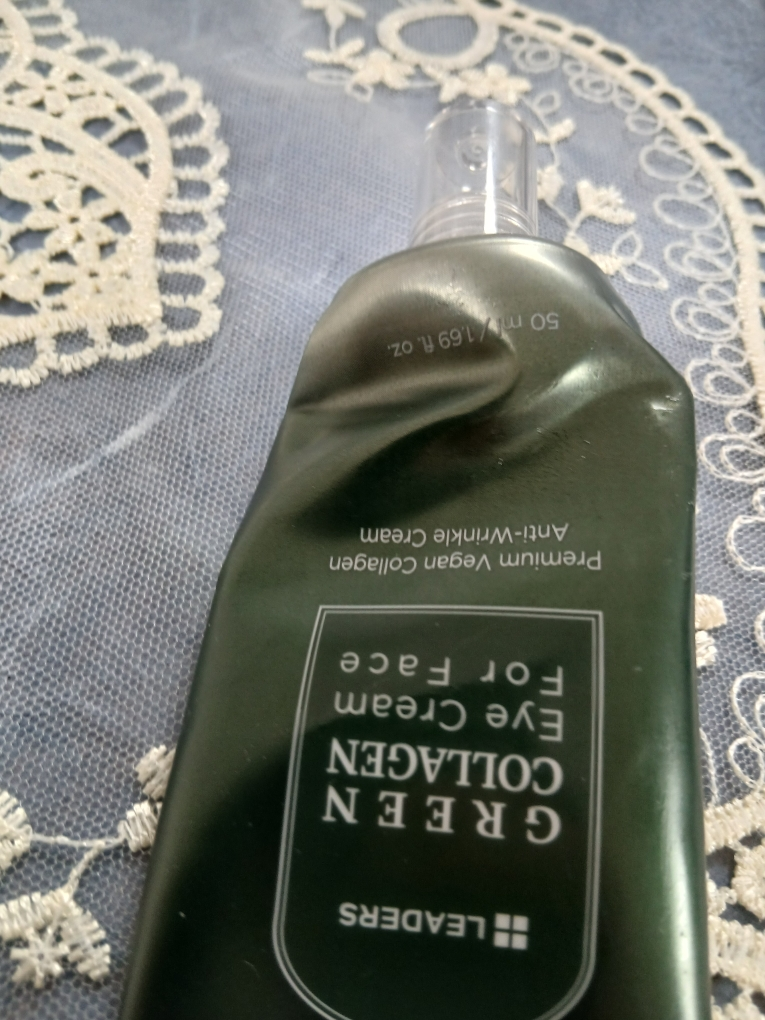 LEADERS
GREEN
COLLAGEN
Eye Cream
For Face
Premium Vegan Collagen
Anti-Wrinkle Cream
50 ml / 1.69 fl. oz.